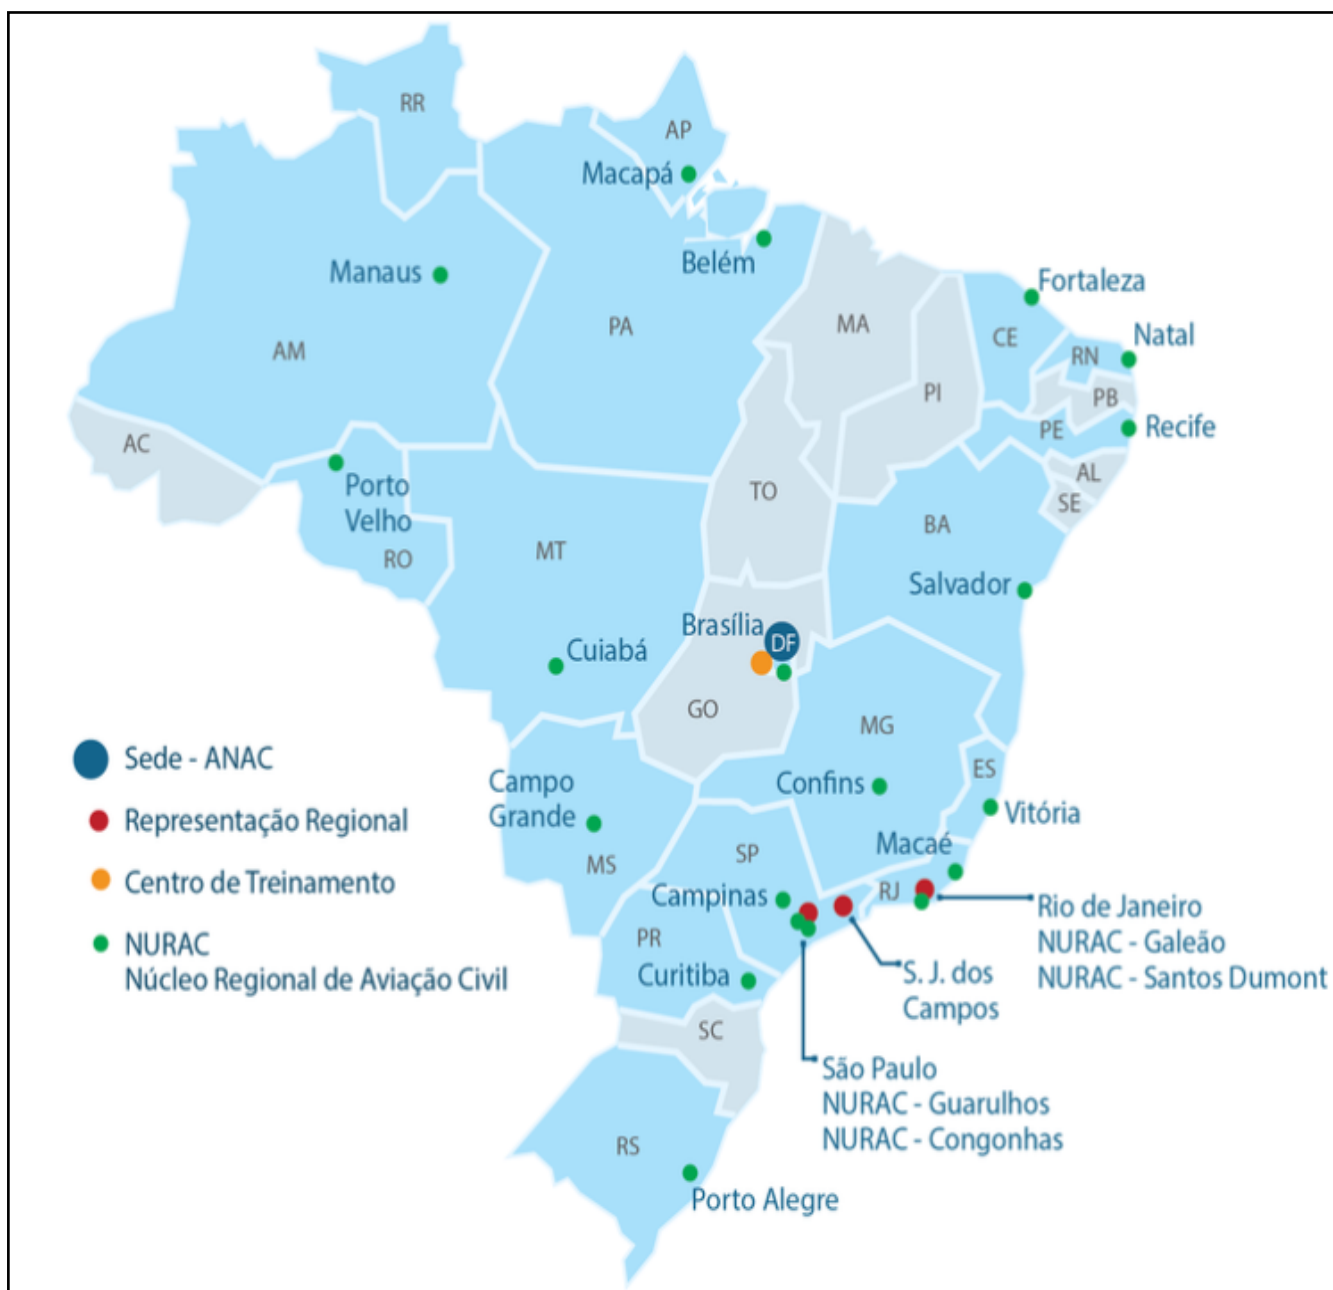 RR
AP
Macapá
Belém
Manaus
Fortaleza
PA
MA
CE
Natal
AM
RN
PI
PB
AC
PE
Recife
AL
TO
SE
Porto
Velho
BA
RO
MT
Salvador
Brasília
DF
Cuiabá
GO
MG
Sede - ANAC
ES
Campo
Grande
Confins
Vitória
Representação Regional
Macaé
SP
MS
Centro de Treinamento
Campinas
RJ
Rio de Janeiro
NURAC - Galeão
NURAC - Santos Dumont
PR
NURAC
Núcleo Regional de Aviação Civil
Curitiba
S. J. dos
Campos
SC
São Paulo
NURAC - Guarulhos
NURAC - Congonhas
RS
Porto Alegre